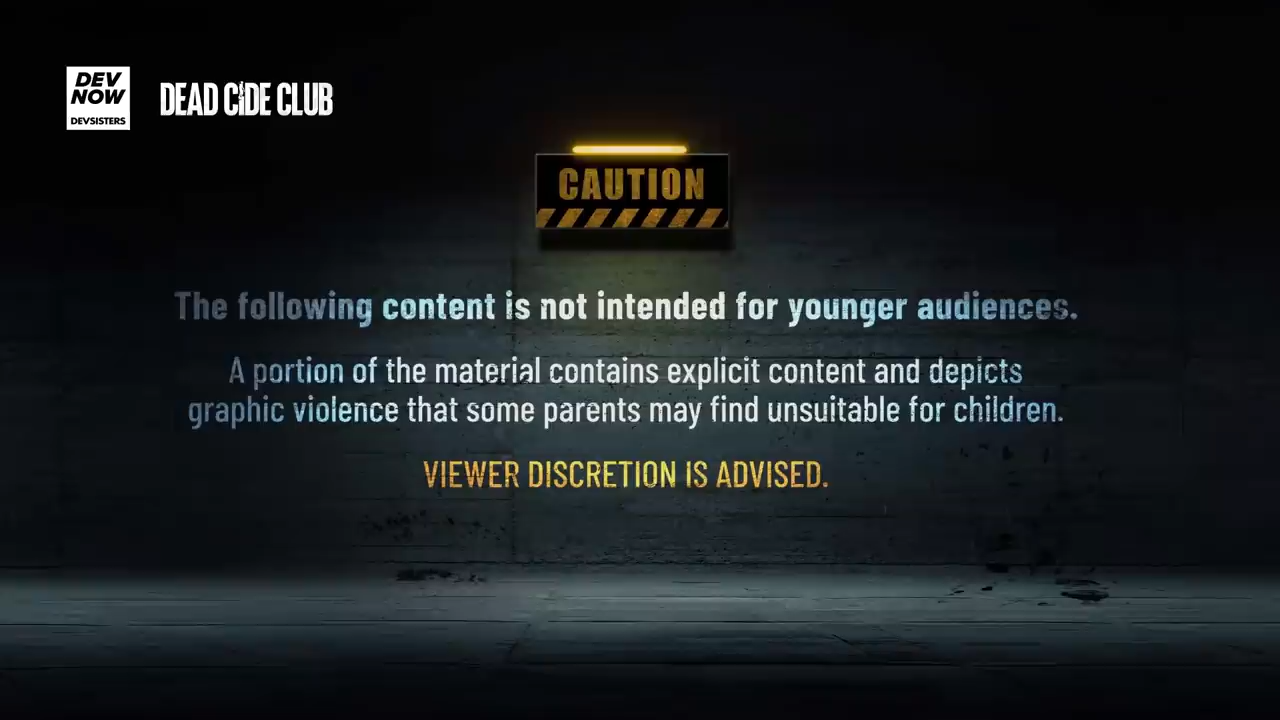 DEV
NOW
DEVSISTERS
DEAD CIDE CLUB
CAUTION
The following content is not intended for younger audiences.
A portion of the material contains explicit content and depicts
graphic violence that some parents may find unsuitable for children.
VIEWER DISCRETION IS ADVISED.